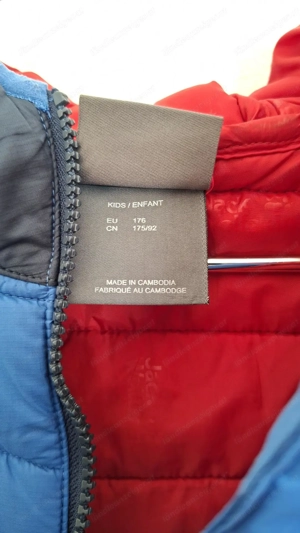 KIDS / ENFANT
EU 176
CN 175/92
MADE IN CAMBODIA
FABRIQUÉ AU CAMBODGE